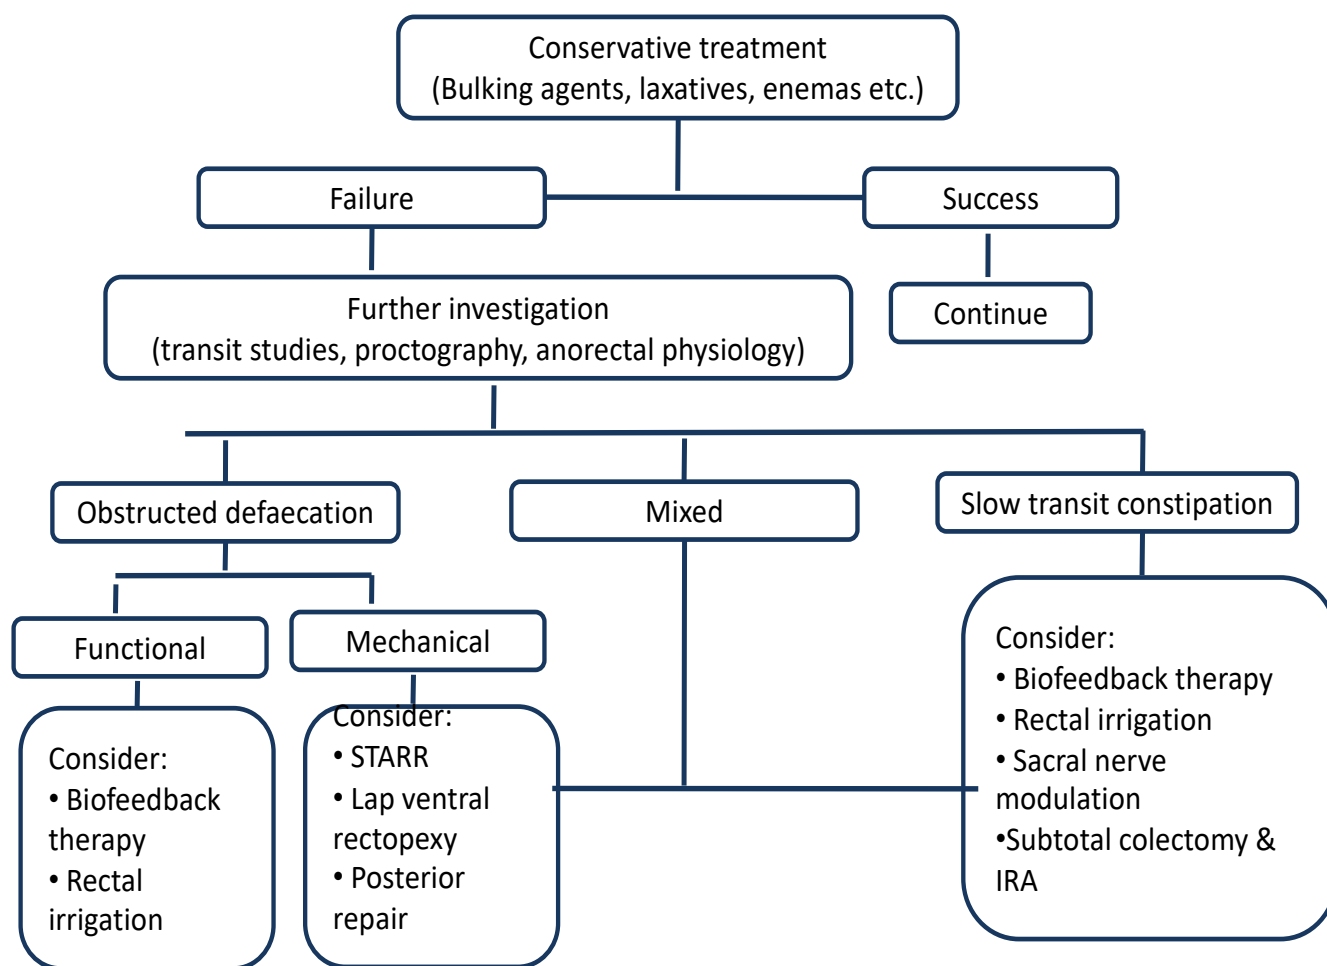 Conservative treatment
(Bulking agents, laxatives, enemas etc.)
Failure
Success
Further investigation
(transit studies, proctography, anorectal physiology)
Continue
Obstructed defaecation
Mixed
Slow transit constipation
Functional
Mechanical
Consider:
• Biofeedback
therapy
• Rectal
irrigation
Consider:
• STARR
• Lap ventral
rectopexy
• Posterior
repair
Consider:
• Biofeedback therapy
• Rectal irrigation
• Sacral nerve
modulation
•Subtotal colectomy &
IRA